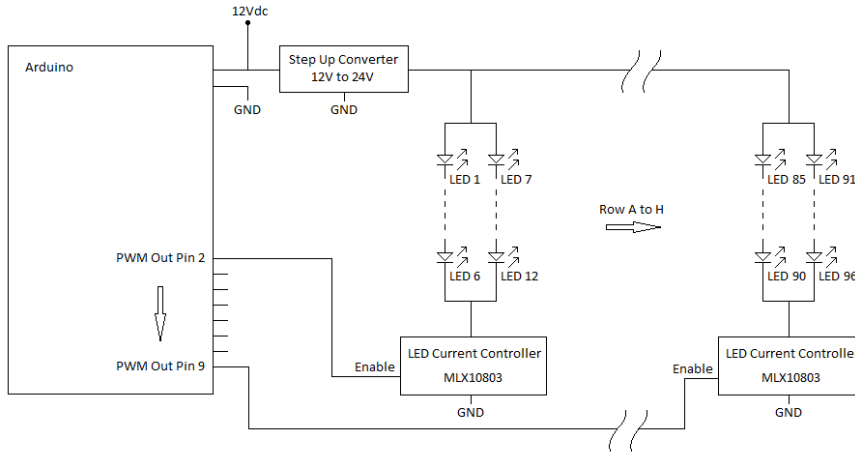 12Vdc
Arduino
Step Up Converter
12V to 24V
GND
GND
LED 1
LED 7
LED 85
LED 91
Row A to H
PWM Out Pin 2
LED 6
LED 12
LED 90
LED 96
LED Current Controller
MLX10803
LED Current Controller
MLX10803
Enable
Enable
PWM Out Pin 9
GND
GND